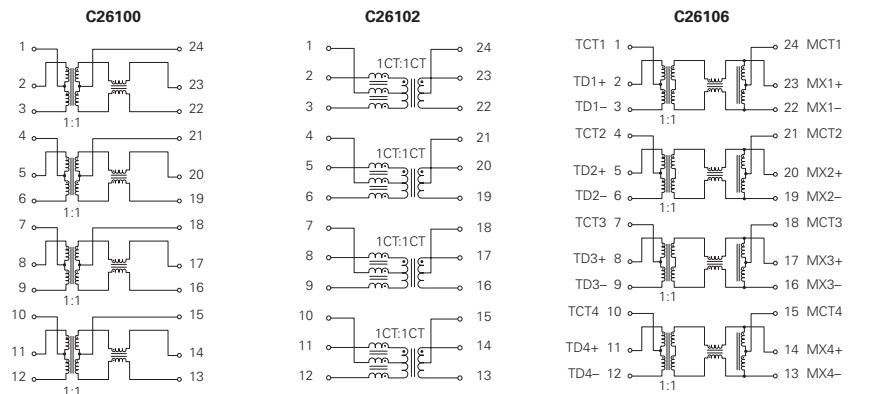 C26100
C26102
C26106
1 24
2 23
3 22
1:1
4 21
5 20
6 19
1:1
7 18
8 17
9 16
1:1
10 15
11 14
12 13
1:1
1 24
1CT:1CT
2 23
3 22
4 21
1CT:1CT
5 20
6 19
7 18
1CT:1CT
8 17
9 16
10 15
1CT:1CT
11 14
12 13
TCT1 1 24 MCT1
TD1+ 2 23 MX1+
TD1– 3 22 MX1–
1:1
TCT2 4 21 MCT2
TD2+ 5 20 MX2+
TD2– 6 19 MX2–
1:1
TCT3 7 18 MCT3
TD3+ 8 17 MX3+
TD3– 9 16 MX3–
1:1
TCT4 10 15 MCT4
TD4+ 11 14 MX4+
TD4– 12 13 MX4–
1:1